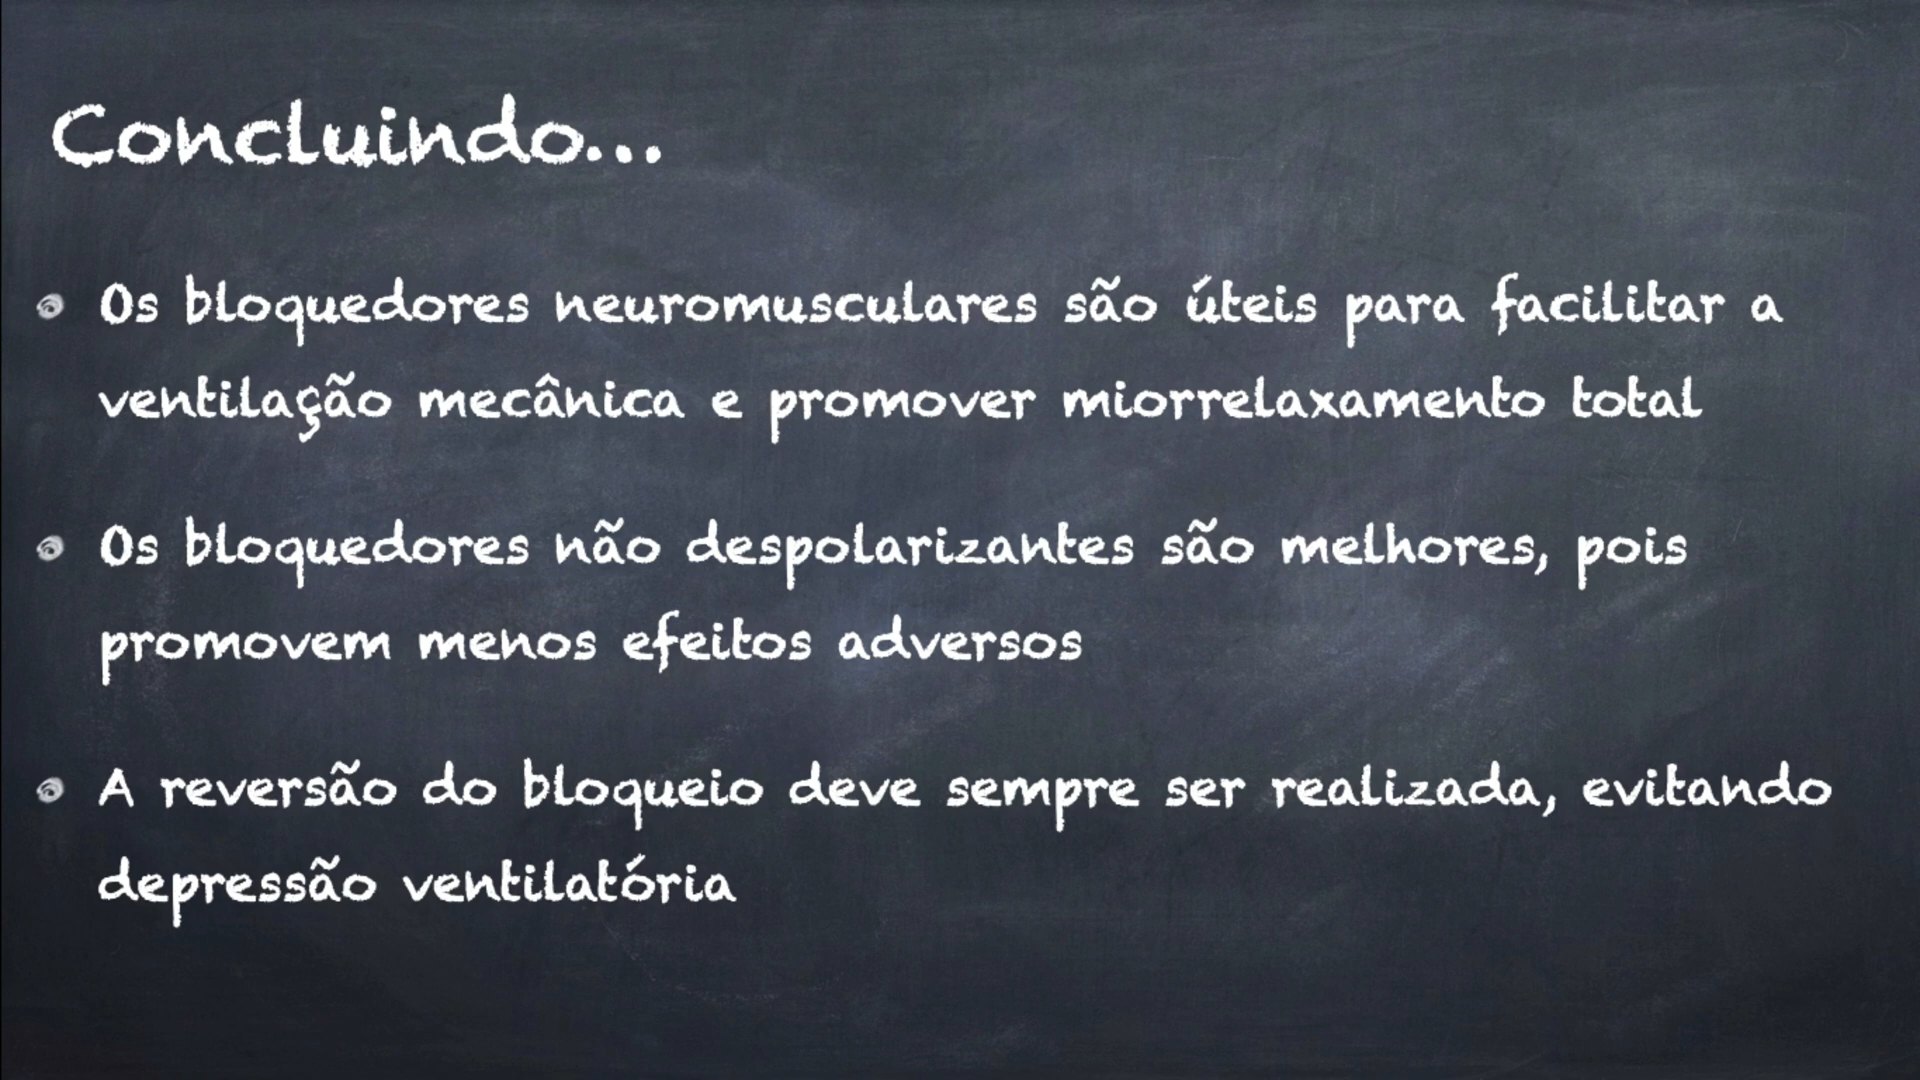 Concluindo...
Os bloquedores neuromusculares são úteis para facilitar a
ventilação mecânica e promover miorrelaxamento total
Os bloquedores não despolarizantes são melhores, pois
promovem menos efeitos adversos
A reversão do bloqueio deve sempre ser realizada, evitando
depressão ventilatória